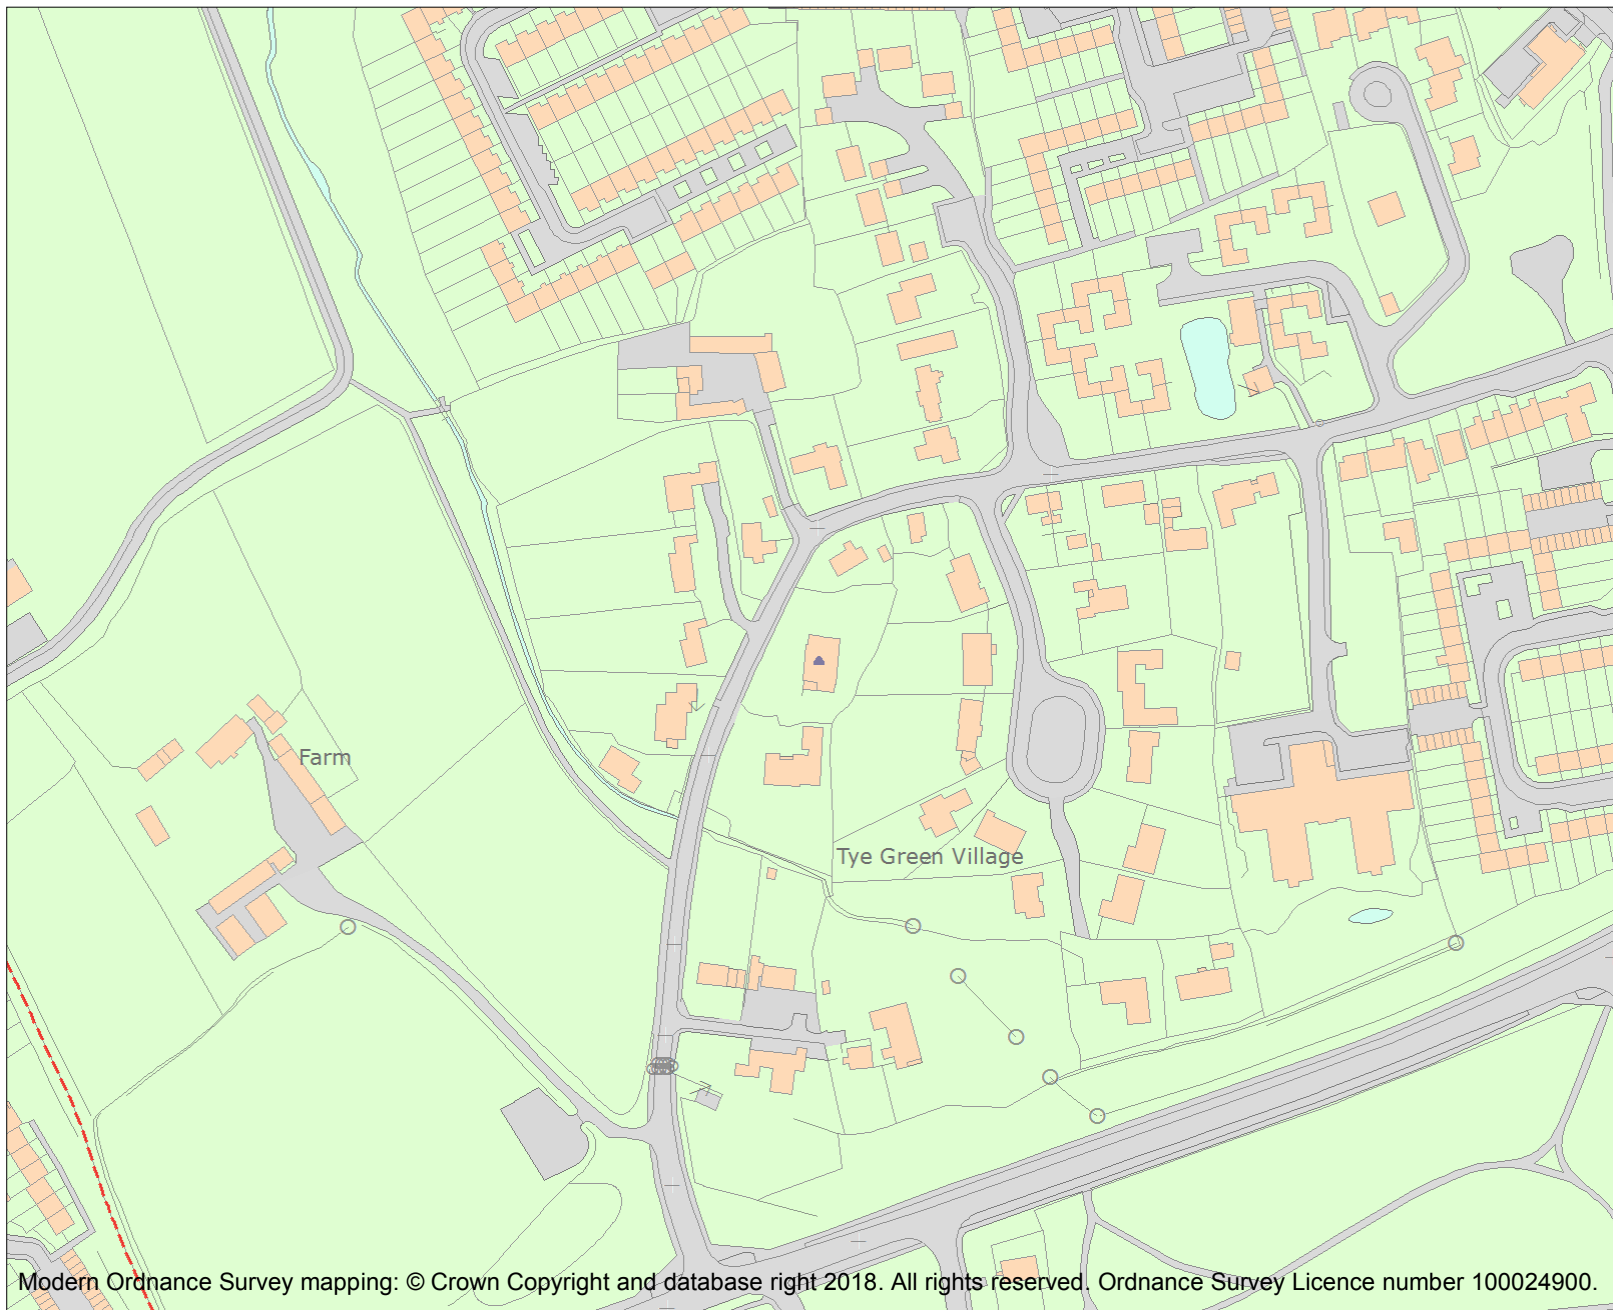 Farm
Tye Green Village
Modern Ordnance Survey mapping: © Crown Copyright and database right 2018. All rights reserved. Ordnance Survey Licence number 100024900.